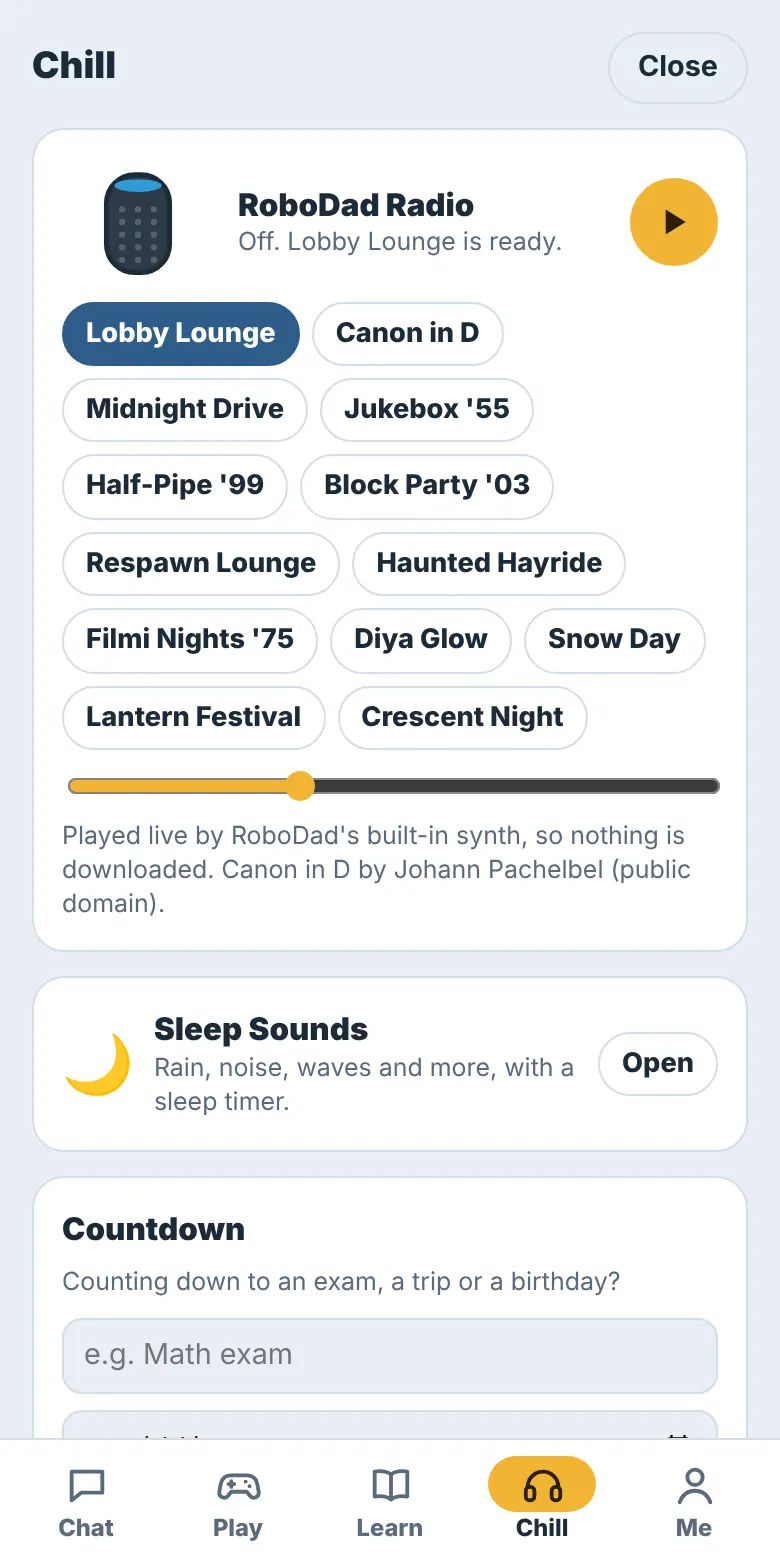 Chill
Close
RoboDad Radio
Off. Lobby Lounge is ready.
Lobby Lounge
Canon in D
Midnight Drive
Jukebox '55
Half-Pipe '99
Block Party '03
Respawn Lounge
Haunted Hayride
Filmi Nights '75
Diya Glow
Snow Day
Lantern Festival
Crescent Night
Played live by RoboDad's built-in synth, so nothing is
downloaded. Canon in D by Johann Pachelbel (public
domain).
Sleep Sounds
Rain, noise, waves and more, with a
sleep timer.
Open
Countdown
Counting down to an exam, a trip or a birthday?
e.g. Math exam
Chat
Play
Learn
Chill
Me